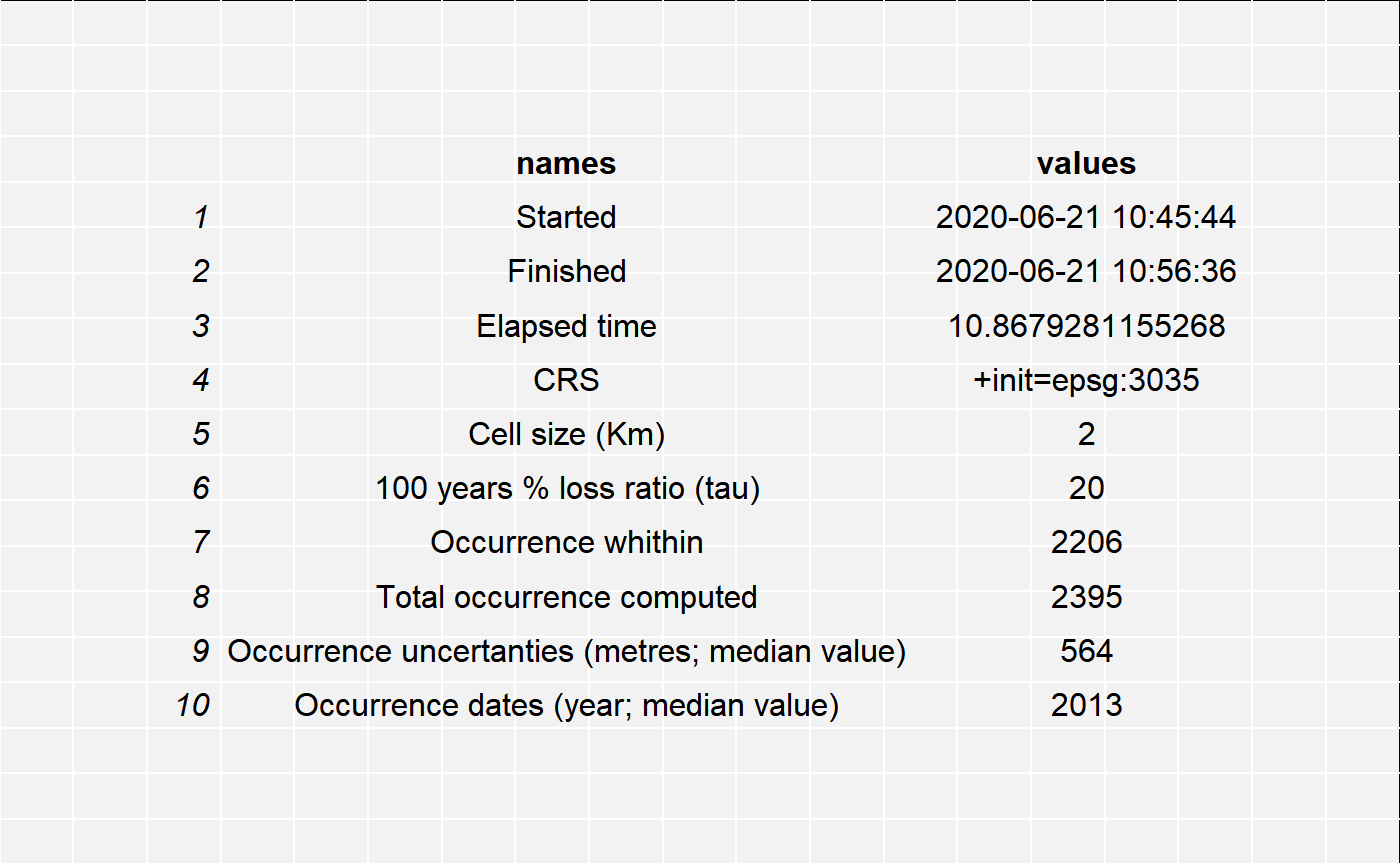 names values
1 Started 2020-06-21 10:45:44
2 Finished 2020-06-21 10:56:36
3 Elapsed time 10.8679281155268
4 CRS +init=epsg:3035
5 Cell size (Km) 2
6 100 years % loss ratio (tau) 20
7 Occurrence whithin 2206
8 Total occurrence computed 2395
9 Occurrence uncertanties (metres; median value) 564
10 Occurrence dates (year; median value) 2013